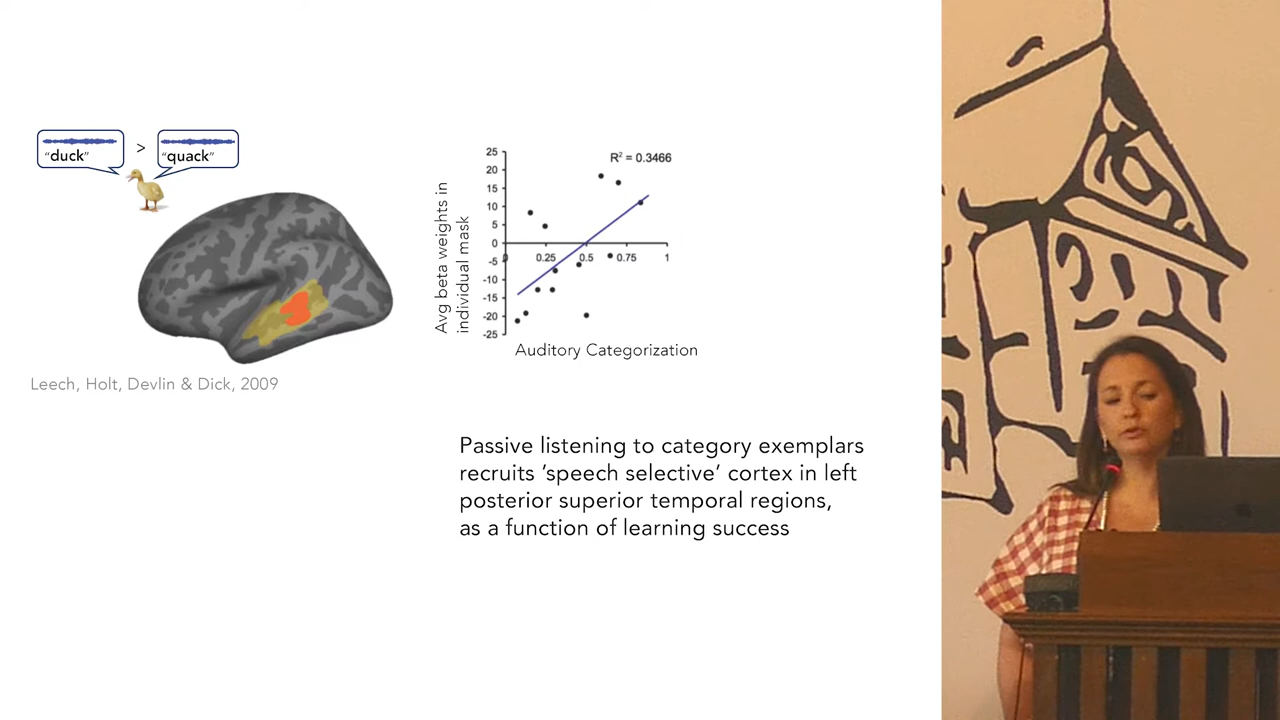 "duck"
>
"quack"
Leech, Holt, Devlin & Dick, 2009
Avg beta weights in
individual mask
R² = 0.3466
25
20
15
10
5
0
-5
-10
-15
-20
-25
0
0.25
0.5
0.75
1
Auditory Categorization
Passive listening to category exemplars
recruits ‘speech selective’ cortex in left
posterior superior temporal regions,
as a function of learning success